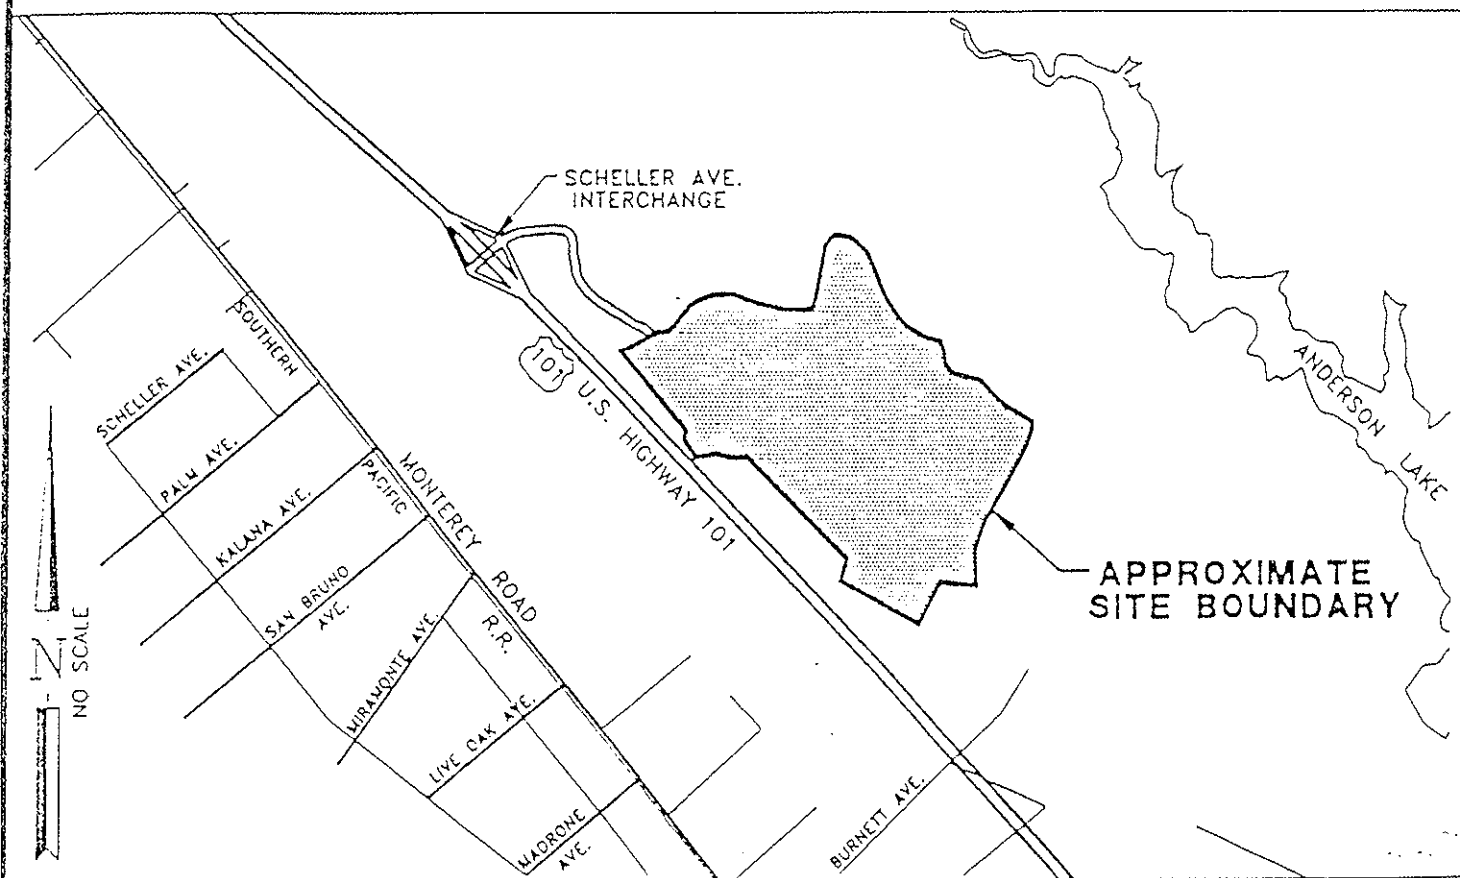 SCHELLER AVE.
INTERCHANGE
SOUTHERN
PACIFIC
R.R.
MONTEREY
ROAD
101
U.S. HIGHWAY 101
ANDERSON LAKE
SCHELLER AVE.
PALM AVE.
KALANA AVE.
SAN BRUNO
AVE.
MIRAMONTE AVE.
LIVE OAK AVE.
MADRONE
AVE.
BURNETT AVE.
APPROXIMATE
SITE BOUNDARY
N
NO SCALE